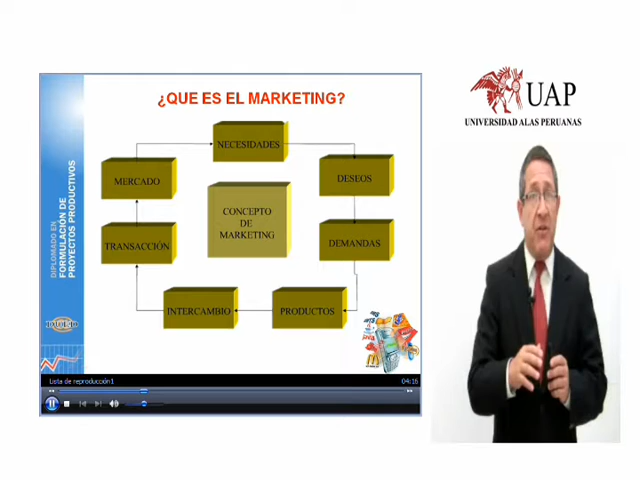 ¿QUE ES EL MARKETING?
NECESIDADES
MERCADO
DESEOS
CONCEPTO
DE
MARKETING
TRANSACCIÓN
DEMANDAS
INTERCAMBIO
PRODUCTOS
DIPLOMADO EN
FORMULACIÓN DE
PROYECTOS PRODUCTIVOS
Lista de reproducción1
04:16
UAP
UNIVERSIDAD ALAS PERUANAS